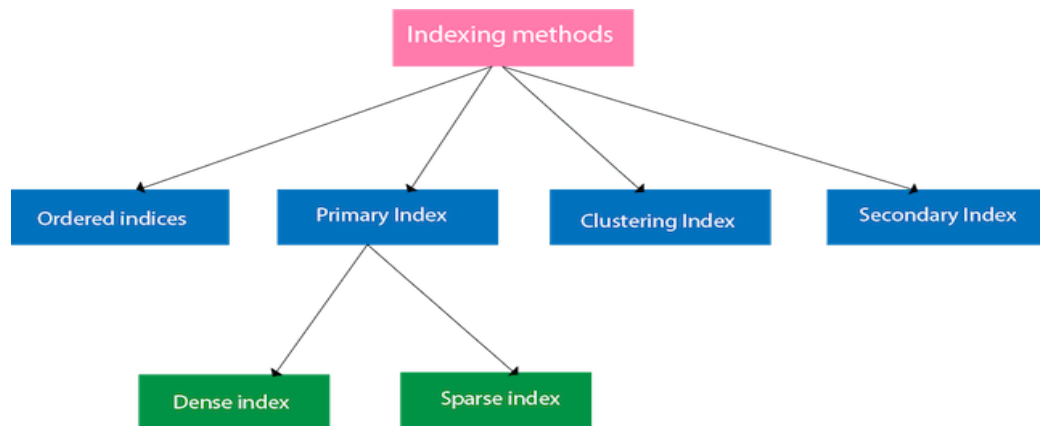 Indexing methods
Ordered indices
Primary Index
Clustering Index
Secondary Index
Dense index
Sparse index